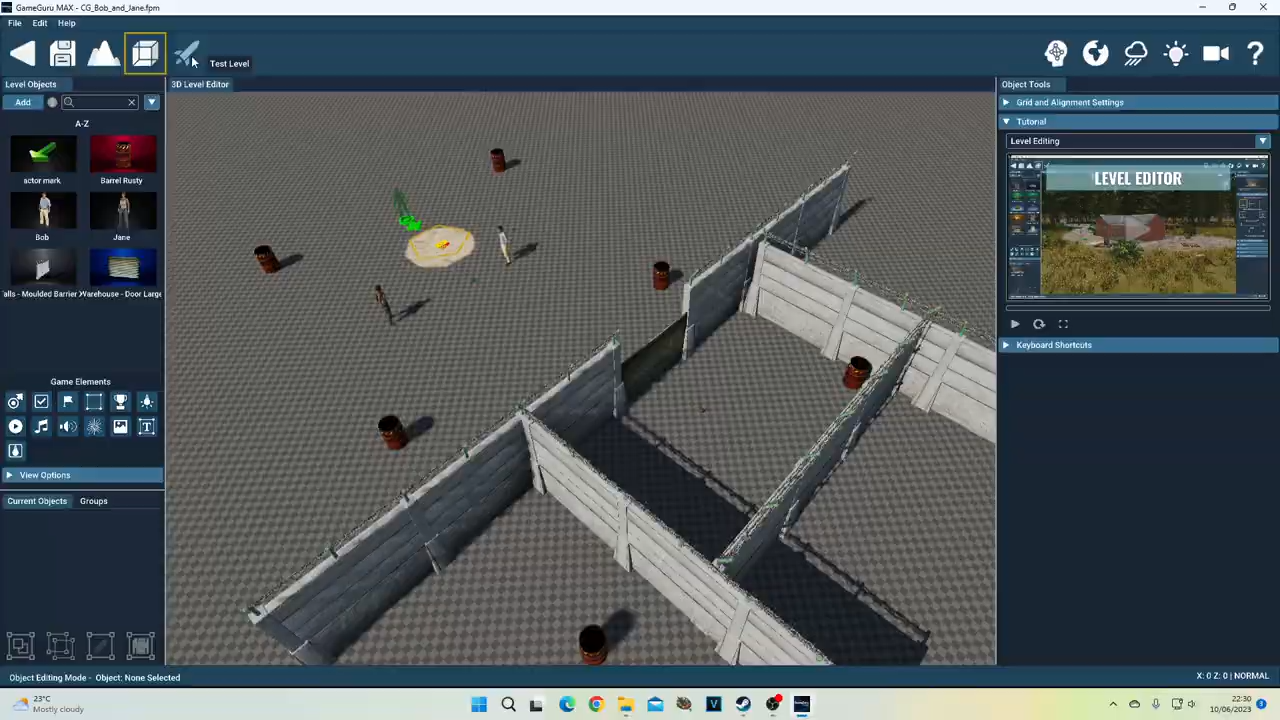 GameGuru MAX - CG_Bob_and_Jane.fpm
File Edit Help
Test Level
Level Objects
3D Level Editor
Object Tools
Add
Grid and Alignment Settings
A-Z
Tutorial
Level Editing
LEVEL EDITOR
actor mark
Barrel Rusty
Bob
Jane
alls - Moulded Barrier
Warehouse - Door Large
Keyboard Shortcuts
Game Elements
View Options
Current Objects Groups
Object Editing Mode - Object: None Selected
X: 0 Z: 0 | NORMAL
23°C
Mostly cloudy
22:30
10/06/2023
3